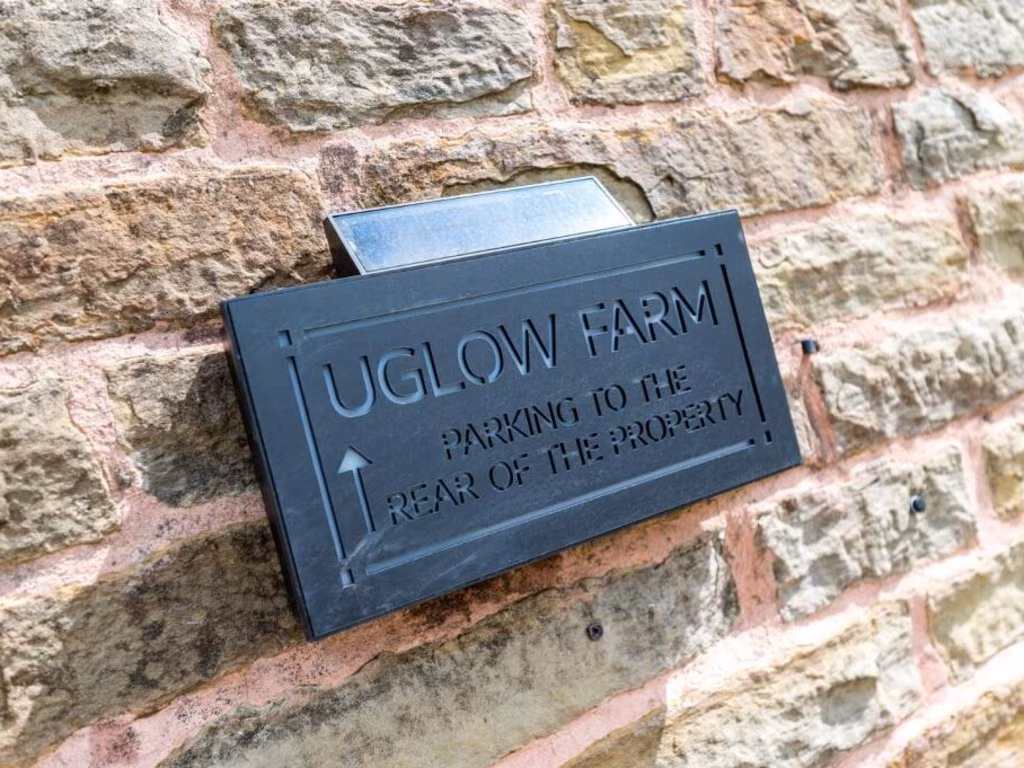 UGLOW FARM
PARKING TO THE
REAR OF THE PROPERTY